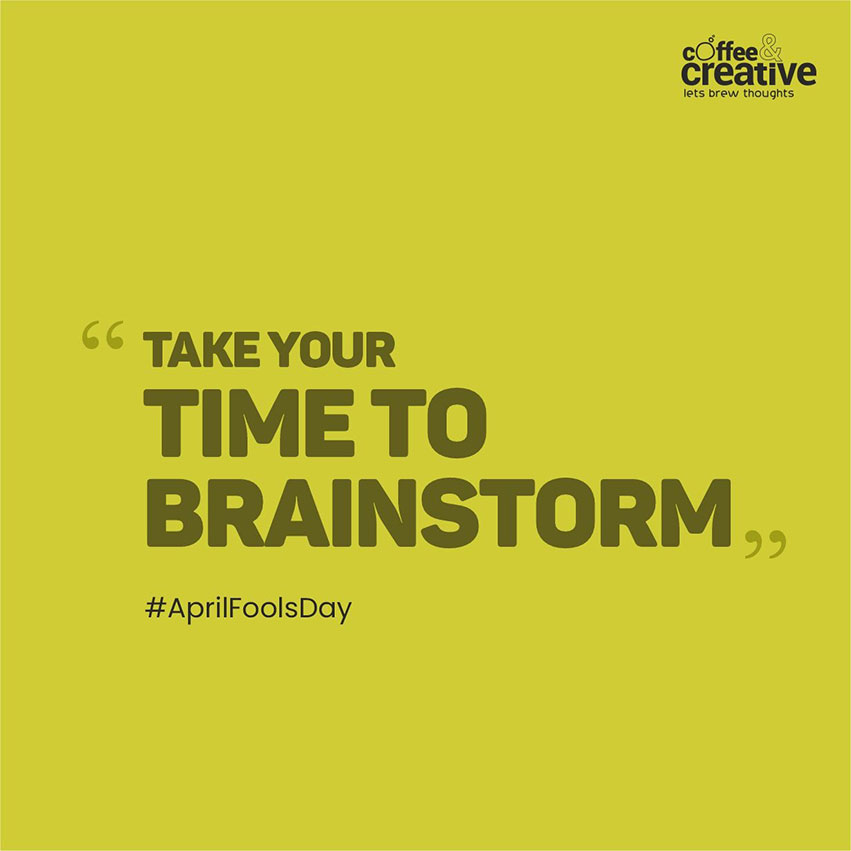 coffee&
creative
lets brew thoughts
“ TAKE YOUR
TIME TO
BRAINSTORM ”
#AprilFoolsDay